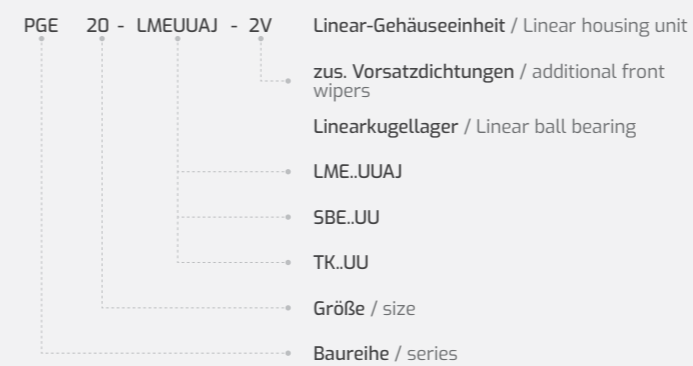 PGE 20 - LMEUUAJ - 2V Linear-Gehäuseeinheit / Linear housing unit
zus. Vorsatzdichtungen / additional front
wipers
Linearkugellager / Linear ball bearing
LME..UUAJ
SBE..UU
TK..UU
Größe / size
Baureihe / series